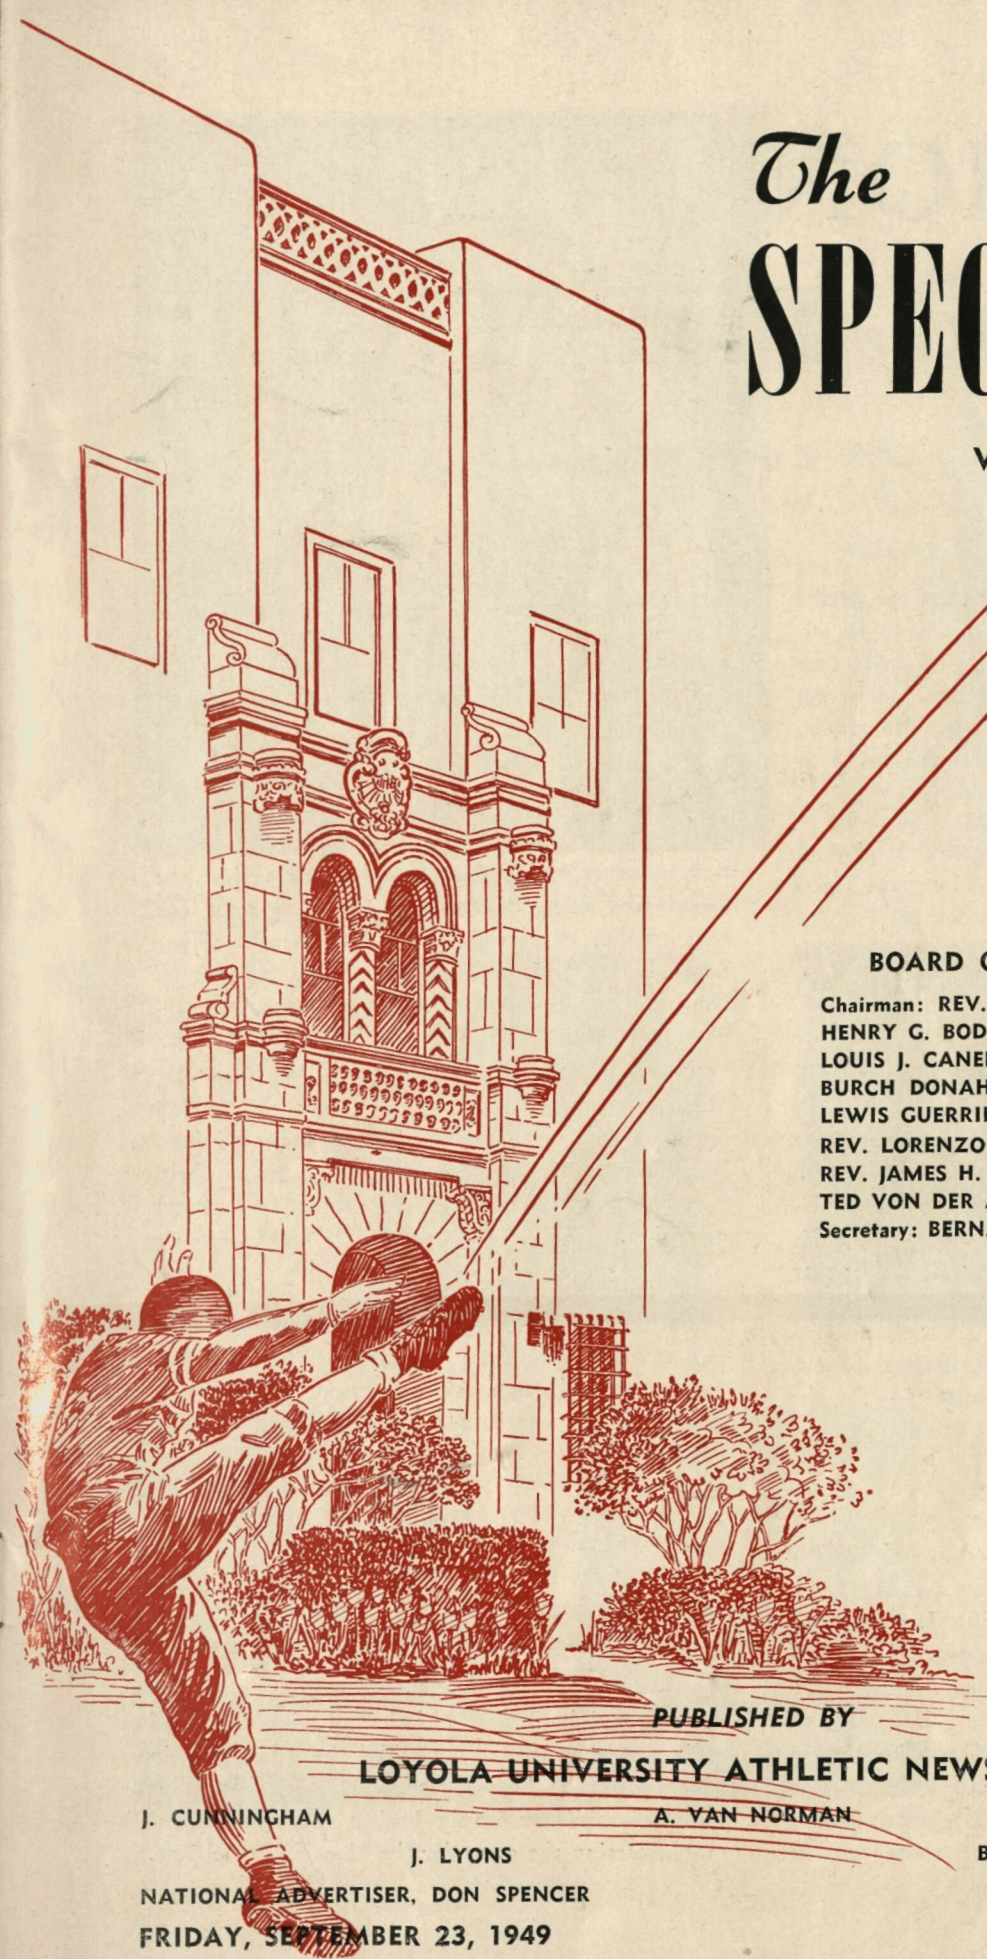 The
SPEC
V
BOARD O
Chairman: REV.
HENRY G. BOD
LOUIS J. CANE
BURCH DONAH
LEWIS GUERRI
REV. LORENZO
REV. JAMES H.
TED VON DER
Secretary: BERN
PUBLISHED BY
LOYOLA UNIVERSITY ATHLETIC NEWS
J. CUNNINGHAM A. VAN NORMAN
J. LYONS B
NATIONAL ADVERTISER, DON SPENCER
FRIDAY, SEPTEMBER 23, 1949